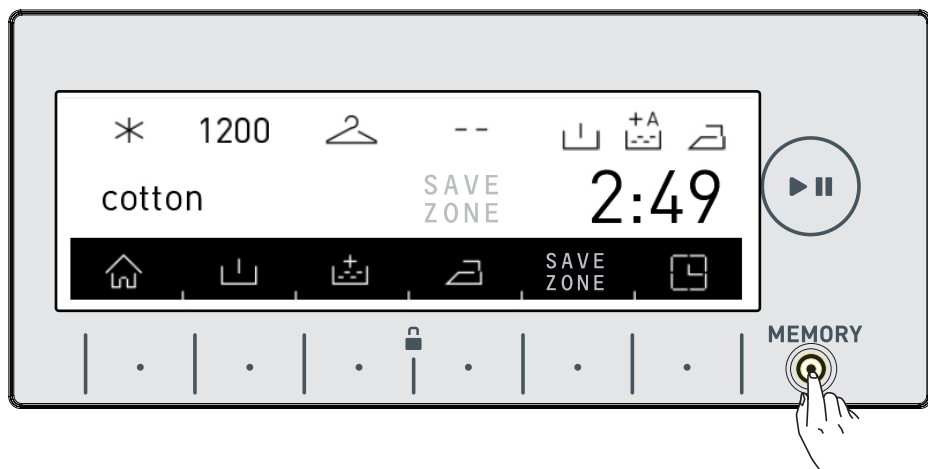 1200 --
+A
cotton SAVE ZONE 2:49
+
SAVE ZONE
MEMORY